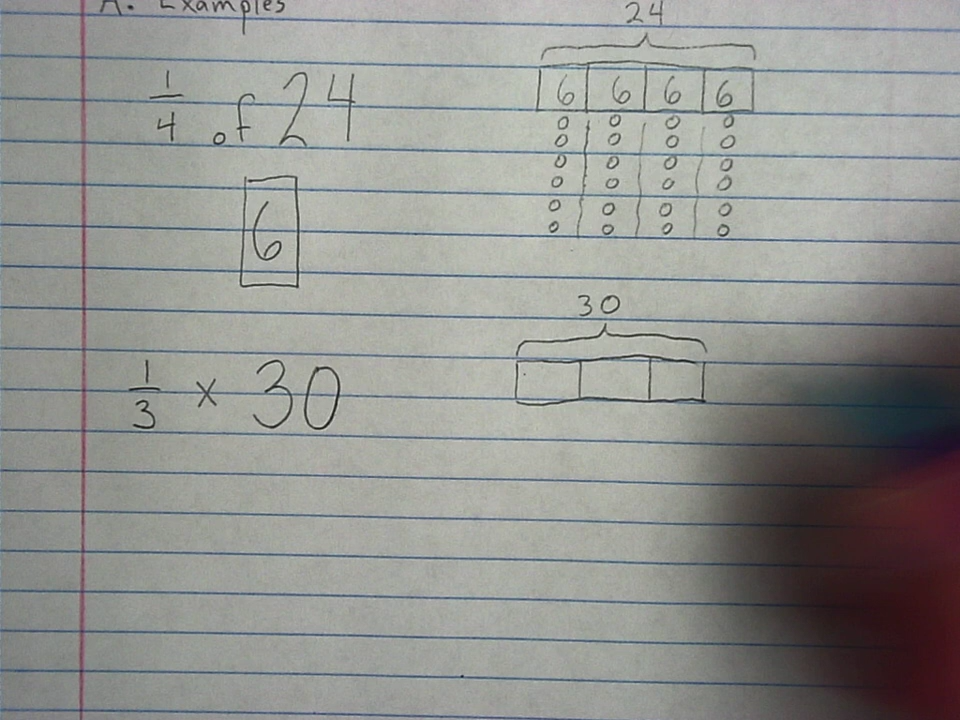 A. Examples
1/4 of 24
6
24
6 6 6 6
1/3 × 30
30